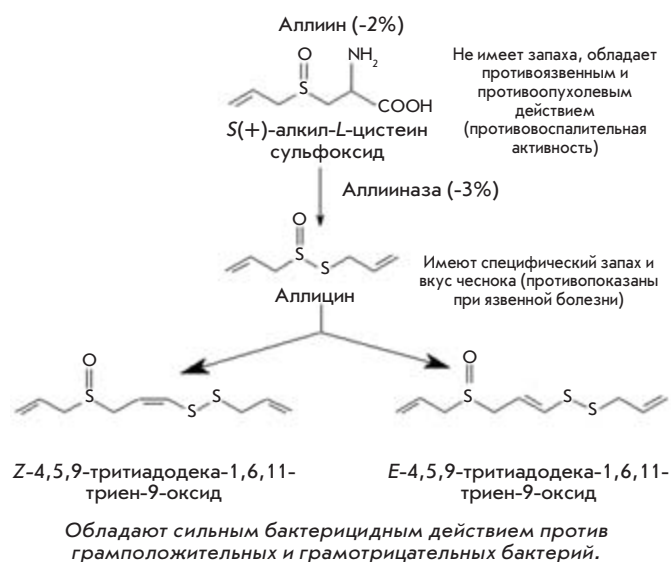 Аллиин (-2%)
O
NH2
S
COOH
S(+)-алкил-L-цистеин
сульфоксид
Не имеет запаха, обладает
противоязвенным и
противоопухолевым
действием
(противовоспалительная
активность)
Аллииназа (-3%)
O
S
S
Аллицин
Имеют специфический запах и
вкус чеснока (противопоказаны
при язвенной болезни)
O
S
S
S
Z-4,5,9-тритиадодека-1,6,11-
триен-9-оксид
O
S
S
S
E-4,5,9-тритиадодека-1,6,11-
триен-9-оксид
Обладают сильным бактерицидным действием против
грамположительных и грамотрицательных бактерий.